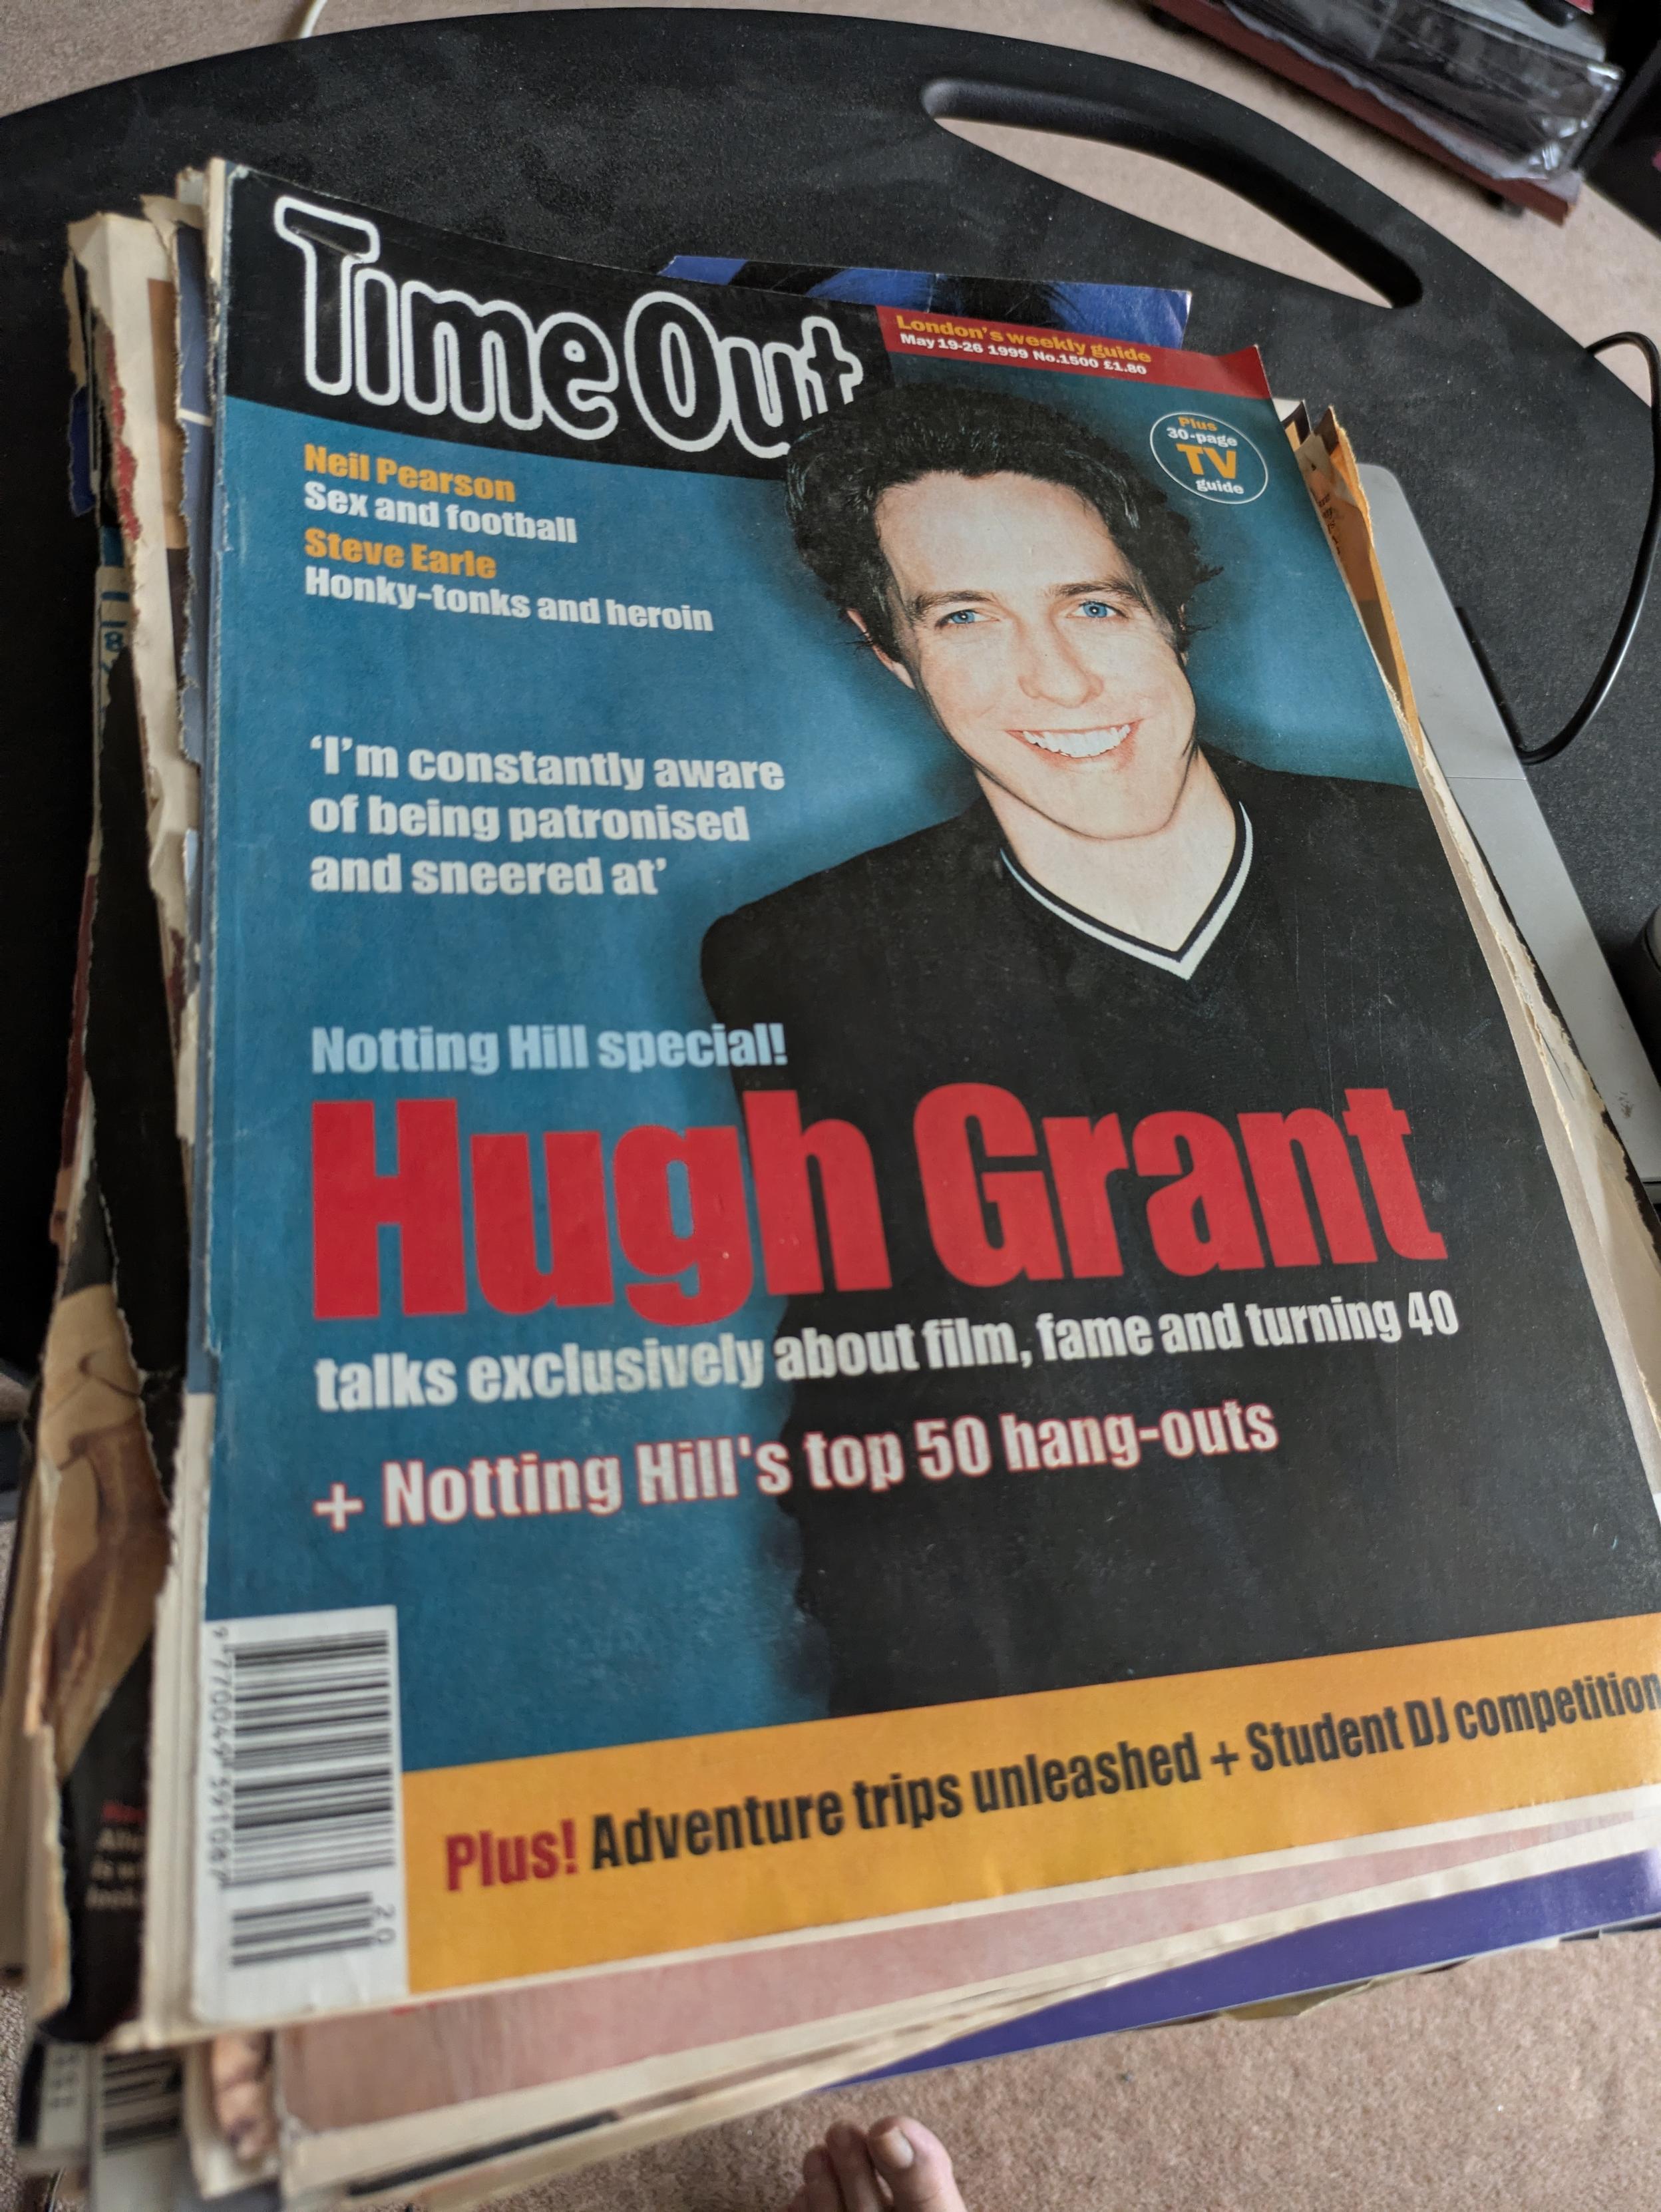 Time Out
London's weekly guide
May 19-26 1999 No.1500 £1.80
Plus
30-page
TV
guide
Neil Pearson
Sex and football
Steve Earle
Honky-tonks and heroin
‘I'm constantly aware
of being patronised
and sneered at’
Notting Hill special!
Hugh Grant
talks exclusively about film, fame and turning 40
+ Notting Hill's top 50 hang-outs
Plus! Adventure trips unleashed + Student DJ competition
20